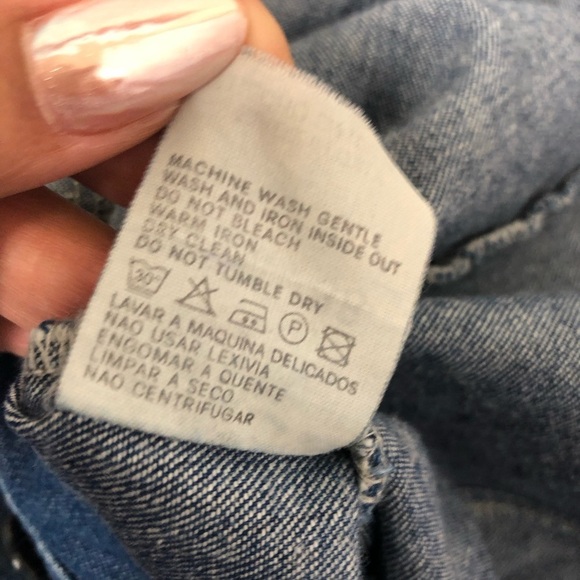 MACHINE WASH GENTLE
WASH AND IRON INSIDE OUT
DO NOT BLEACH
WARM IRON
DRY CLEAN
DO NOT TUMBLE DRY
30° P
LAVAR A MAQUINA DELICADOS
NAO USAR LEXIVIA
ENGOMAR A QUENTE
LIMPAR A SECO
NAO CENTRIFUGAR